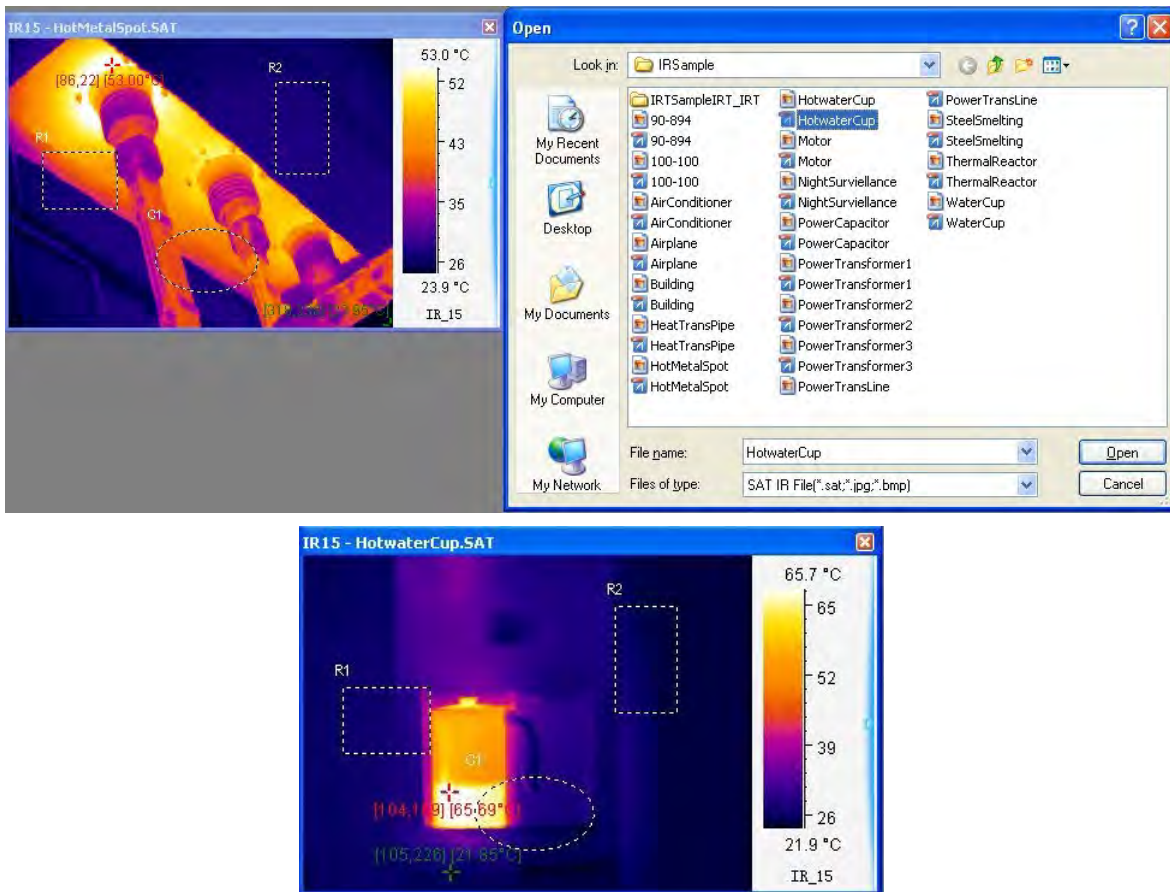 IR15 - HotMetalSpot.SAT
[86,22] [53.00°C]
R1
R2
C1
53.0 °C
52
43
35
26
23.9 °C
IR_15
Open
Look in:
IRSample
My Recent Documents
Desktop
My Documents
My Computer
My Network
IRTSampleIRT_IRT
90-894
90-894
100-100
100-100
AirConditioner
AirConditioner
Airplane
Airplane
Building
Building
HeatTransPipe
HeatTransPipe
HotMetalSpot
HotMetalSpot
HotwaterCup
HotwaterCup
Motor
Motor
NightSurviellance
NightSurviellance
PowerCapacitor
PowerCapacitor
PowerTransformer1
PowerTransformer1
PowerTransformer2
PowerTransformer2
PowerTransformer3
PowerTransformer3
PowerTransLine
PowerTransLine
SteelSmelting
SteelSmelting
ThermalReactor
ThermalReactor
WaterCup
WaterCup
File name:
HotwaterCup
Open
Files of type:
SAT IR File(*.sat;*.jpg;*.bmp)
Cancel
IR15 - HotwaterCup.SAT
R2
R1
C1
[65.69°C]
[105,226] [21.85°C]
65.7 °C
65
52
39
26
21.9 °C
IR_15